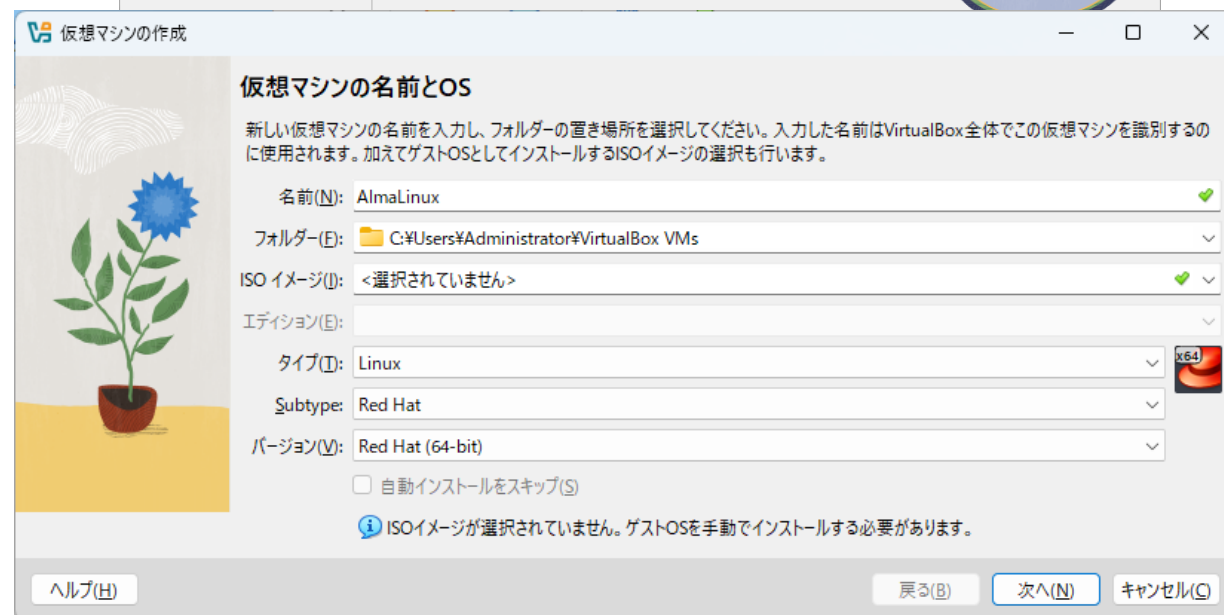 仮想マシンの作成
仮想マシンの名前とOS
新しい仮想マシンの名前を入力し、フォルダーの置き場所を選択してください。入力した名前はVirtualBox全体でこの仮想マシンを識別するの
に使用されます。加えてゲストOSとしてインストールするISOイメージの選択も行います。
名前(N): AlmaLinux
フォルダー(F): C:¥Users¥Administrator¥VirtualBox VMs
ISO イメージ(I): <選択されていません>
エディション(E):
タイプ(T): Linux
x64
Subtype: Red Hat
バージョン(V): Red Hat (64-bit)
自動インストールをスキップ(S)
ISOイメージが選択されていません。ゲストOSを手動でインストールする必要があります。
ヘルプ(H) 戻る(B) 次へ(N) キャンセル(C)